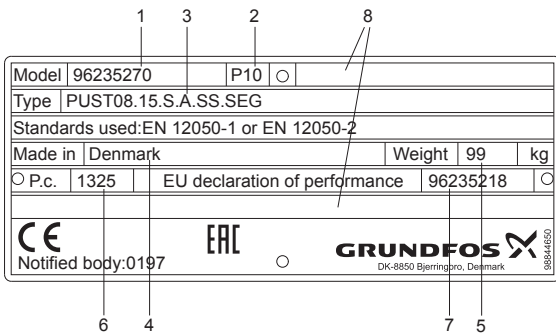 1 2 3 8
Model 96235270 P10
Type PUST08.15.S.A.SS.SEG
Standards used:EN 12050-1 or EN 12050-2
Made in Denmark Weight 99 kg
P.c. 1325 EU declaration of performance 96235218
CE EAC
GRUNDFOS
Notified body:0197
DK-8850 Bjerringbro, Denmark
98844650
6 4 7 5